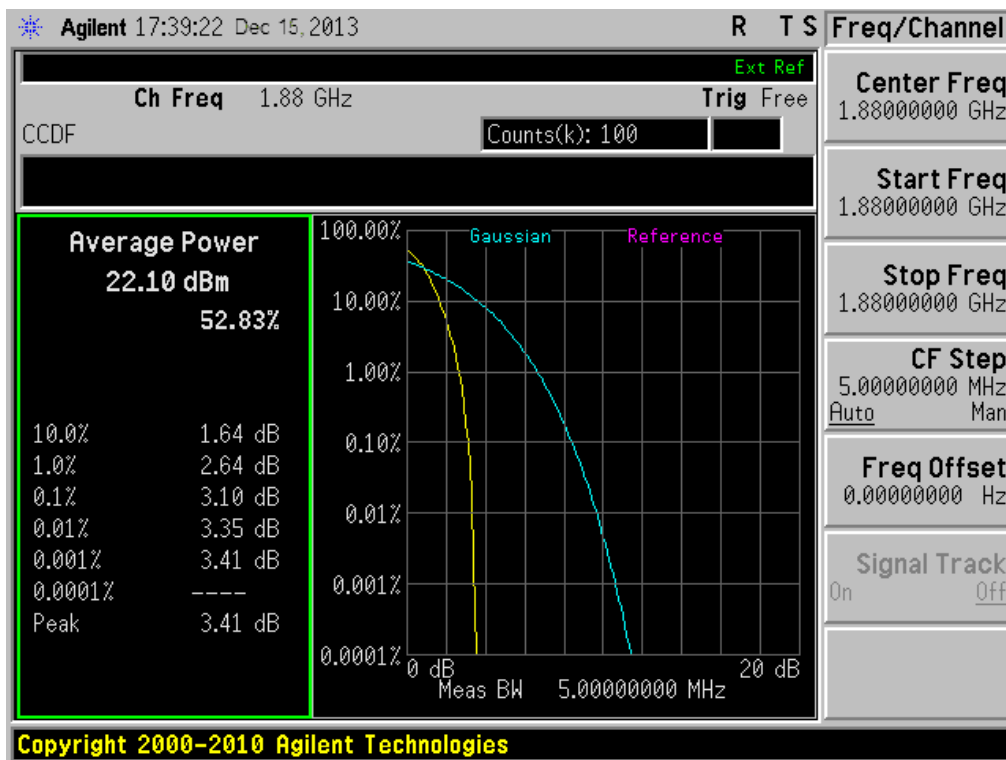 Agilent 17:39:22 Dec 15, 2013 R T S
Ext Ref
Ch Freq 1.88 GHz Trig Free
CCDF Counts(k): 100
Average Power
22.10 dBm
52.83%
10.0% 1.64 dB
1.0% 2.64 dB
0.1% 3.10 dB
0.01% 3.35 dB
0.001% 3.41 dB
0.0001% ----
Peak 3.41 dB
Gaussian Reference
100.00%
10.00%
1.00%
0.10%
0.01%
0.001%
0.0001%
0 dB 20 dB
Meas BW 5.00000000 MHz
Freq/Channel
Center Freq
1.88000000 GHz
Start Freq
1.88000000 GHz
Stop Freq
1.88000000 GHz
CF Step
5.00000000 MHz
Auto Man
Freq Offset
0.00000000 Hz
Signal Track
On Off
Copyright 2000-2010 Agilent Technologies